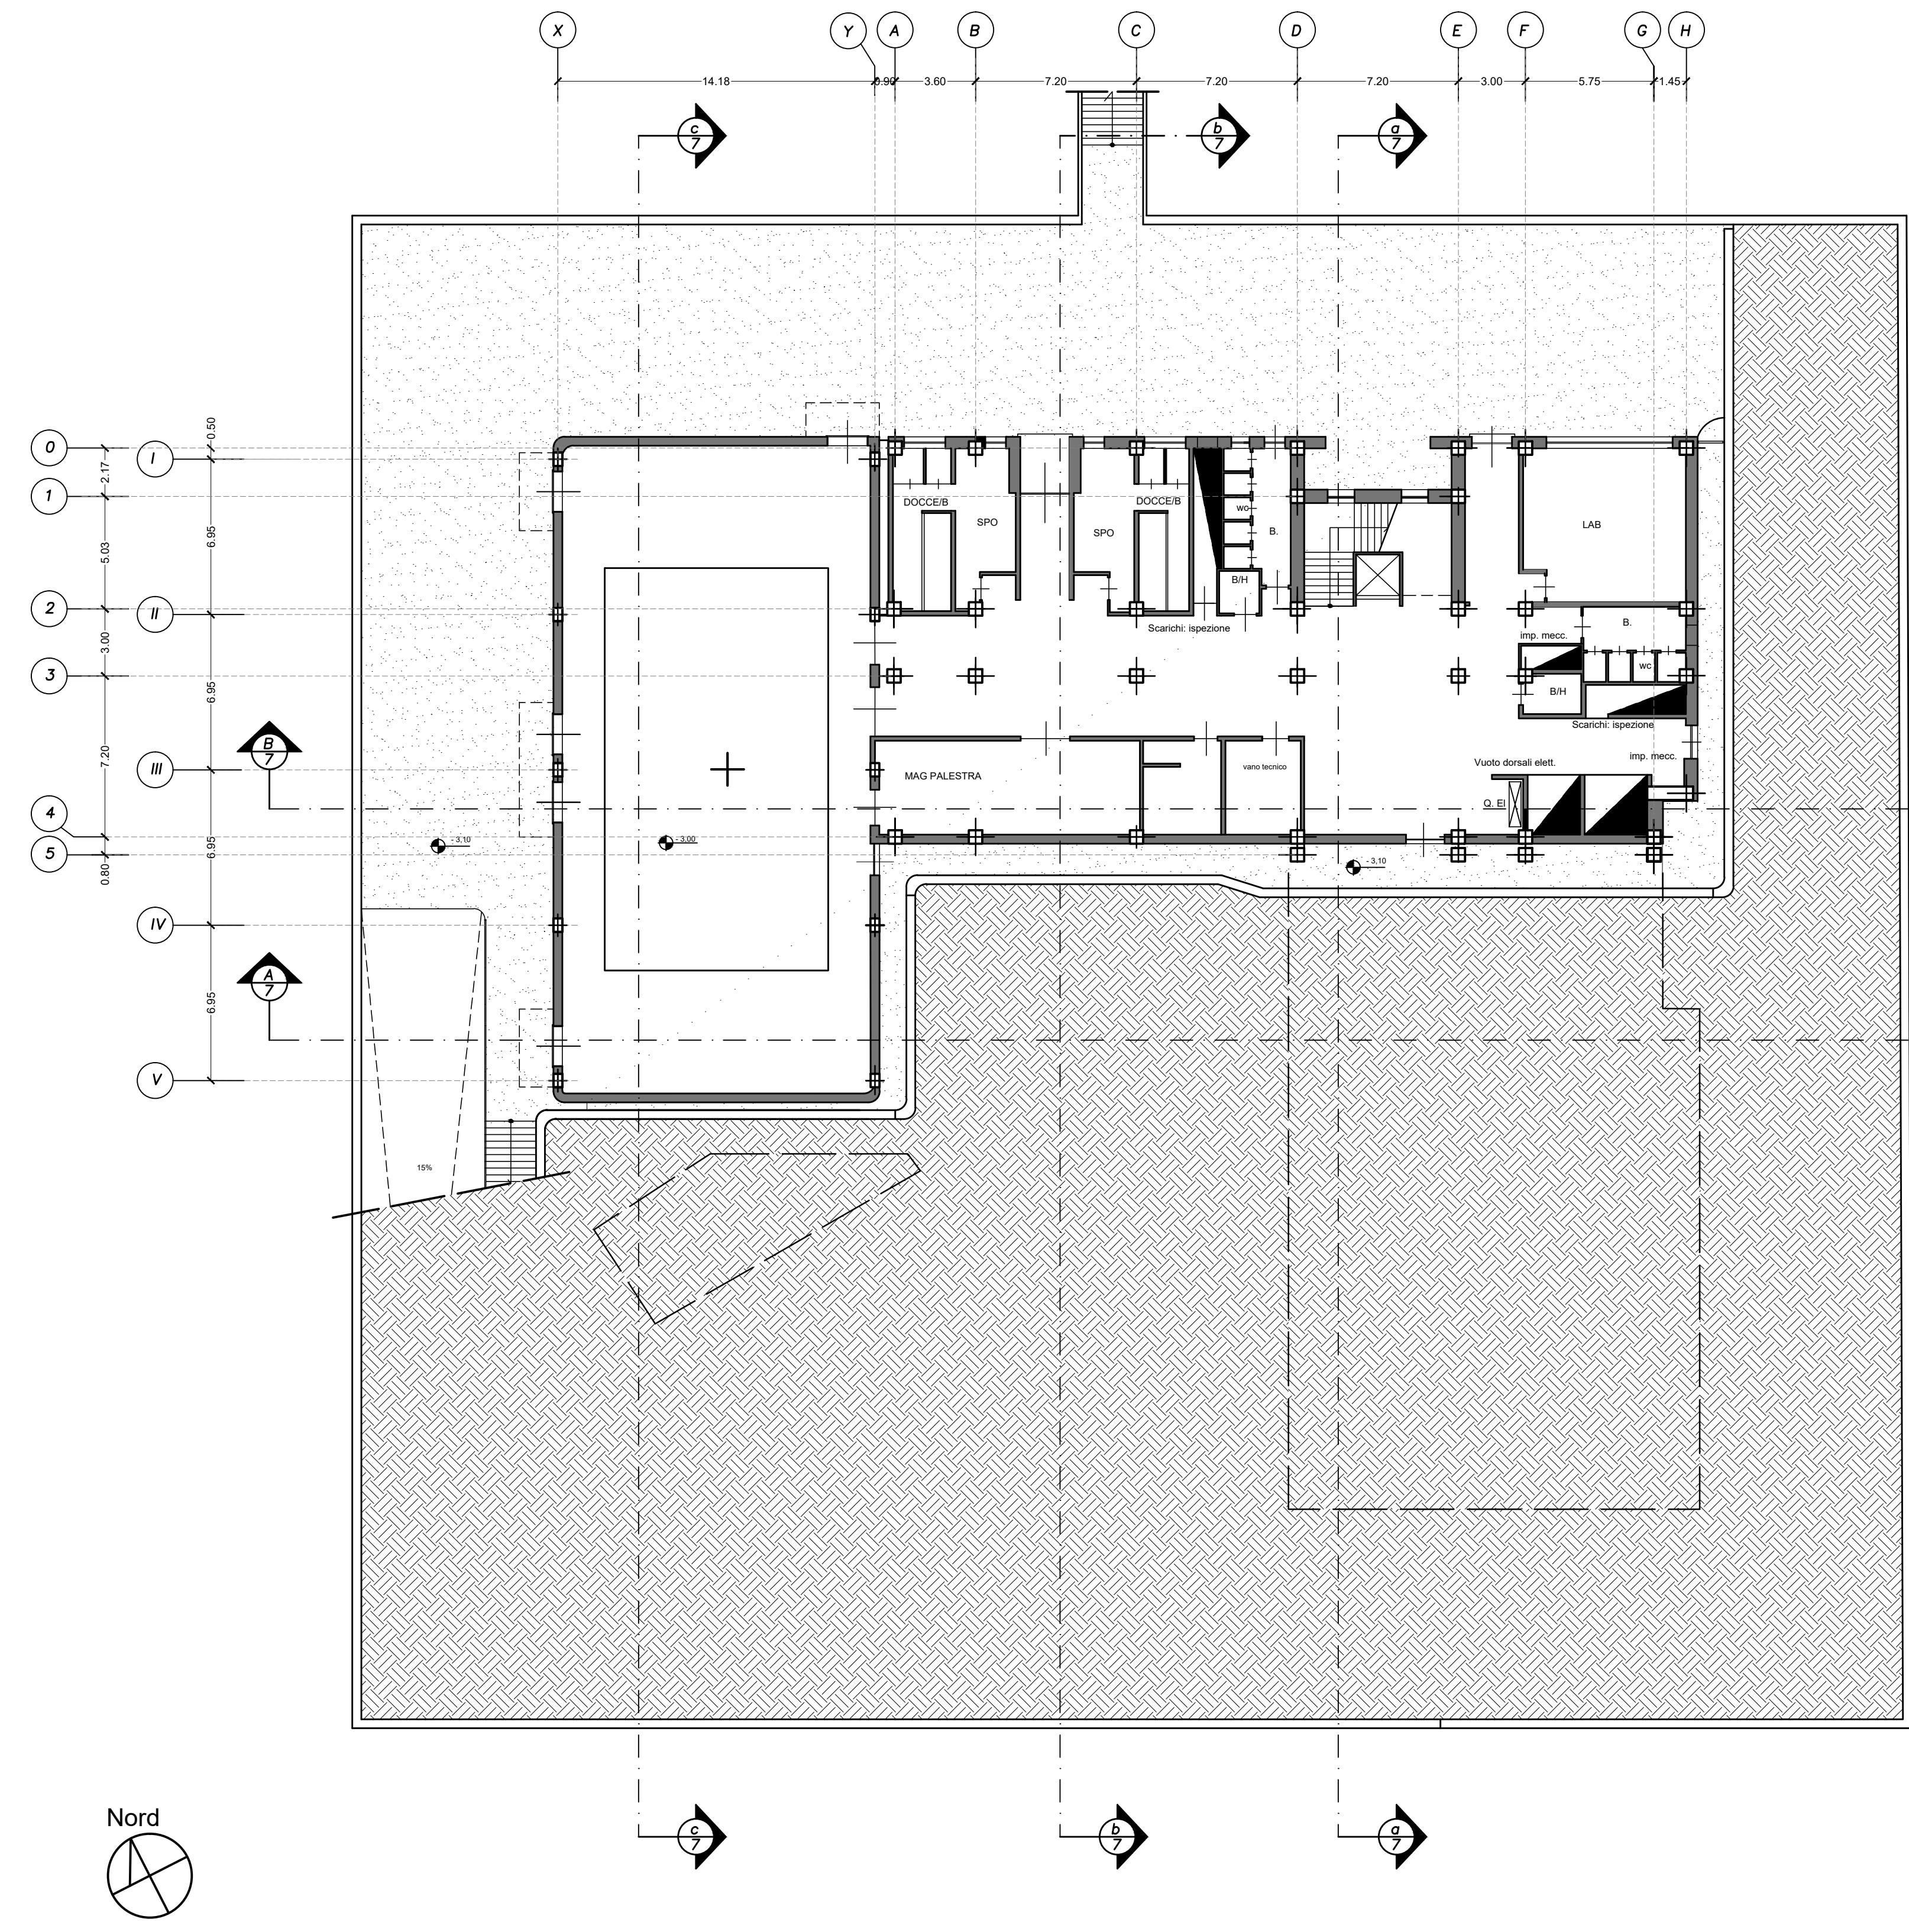 X Y A B C D E F G H
14.18 0.90 3.60 7.20 7.20 7.20 3.00 5.75 1.45
c
7
b
7
a
7
0
I
0.50
2.17
1
DOCCE/B
DOCCE/B
wc
SPO
SPO
B.
LAB
5.03
6.95
B/H
2
II
Scarichi: ispezione
B.
imp. mecc.
3.00
wc
3
B/H
6.95
Scarichi: ispezione
B
7
7.20
III
MAG PALESTRA
vano tecnico
Vuoto dorsali elett.
imp. mecc.
Q. El
4
- 3,10
- 3,00
5
6.95
- 3,10
0.80
IV
A
7
6.95
V
15%
Nord
c
7
b
7
a
7